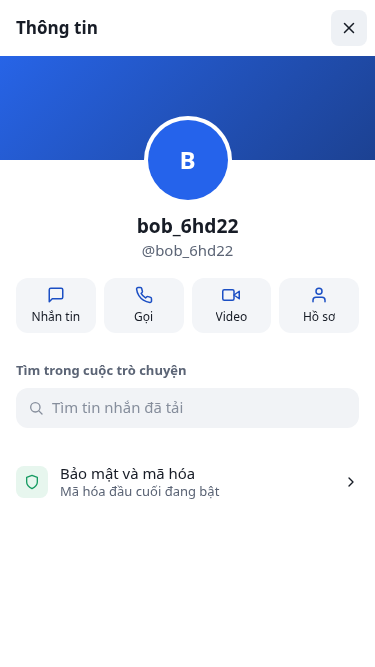 Thông tin
B
bob_6hd22
@bob_6hd22
Nhắn tin
Gọi
Video
Hồ sơ
Tìm trong cuộc trò chuyện
Tìm tin nhắn đã tải
Bảo mật và mã hóa
Mã hóa đầu cuối đang bật